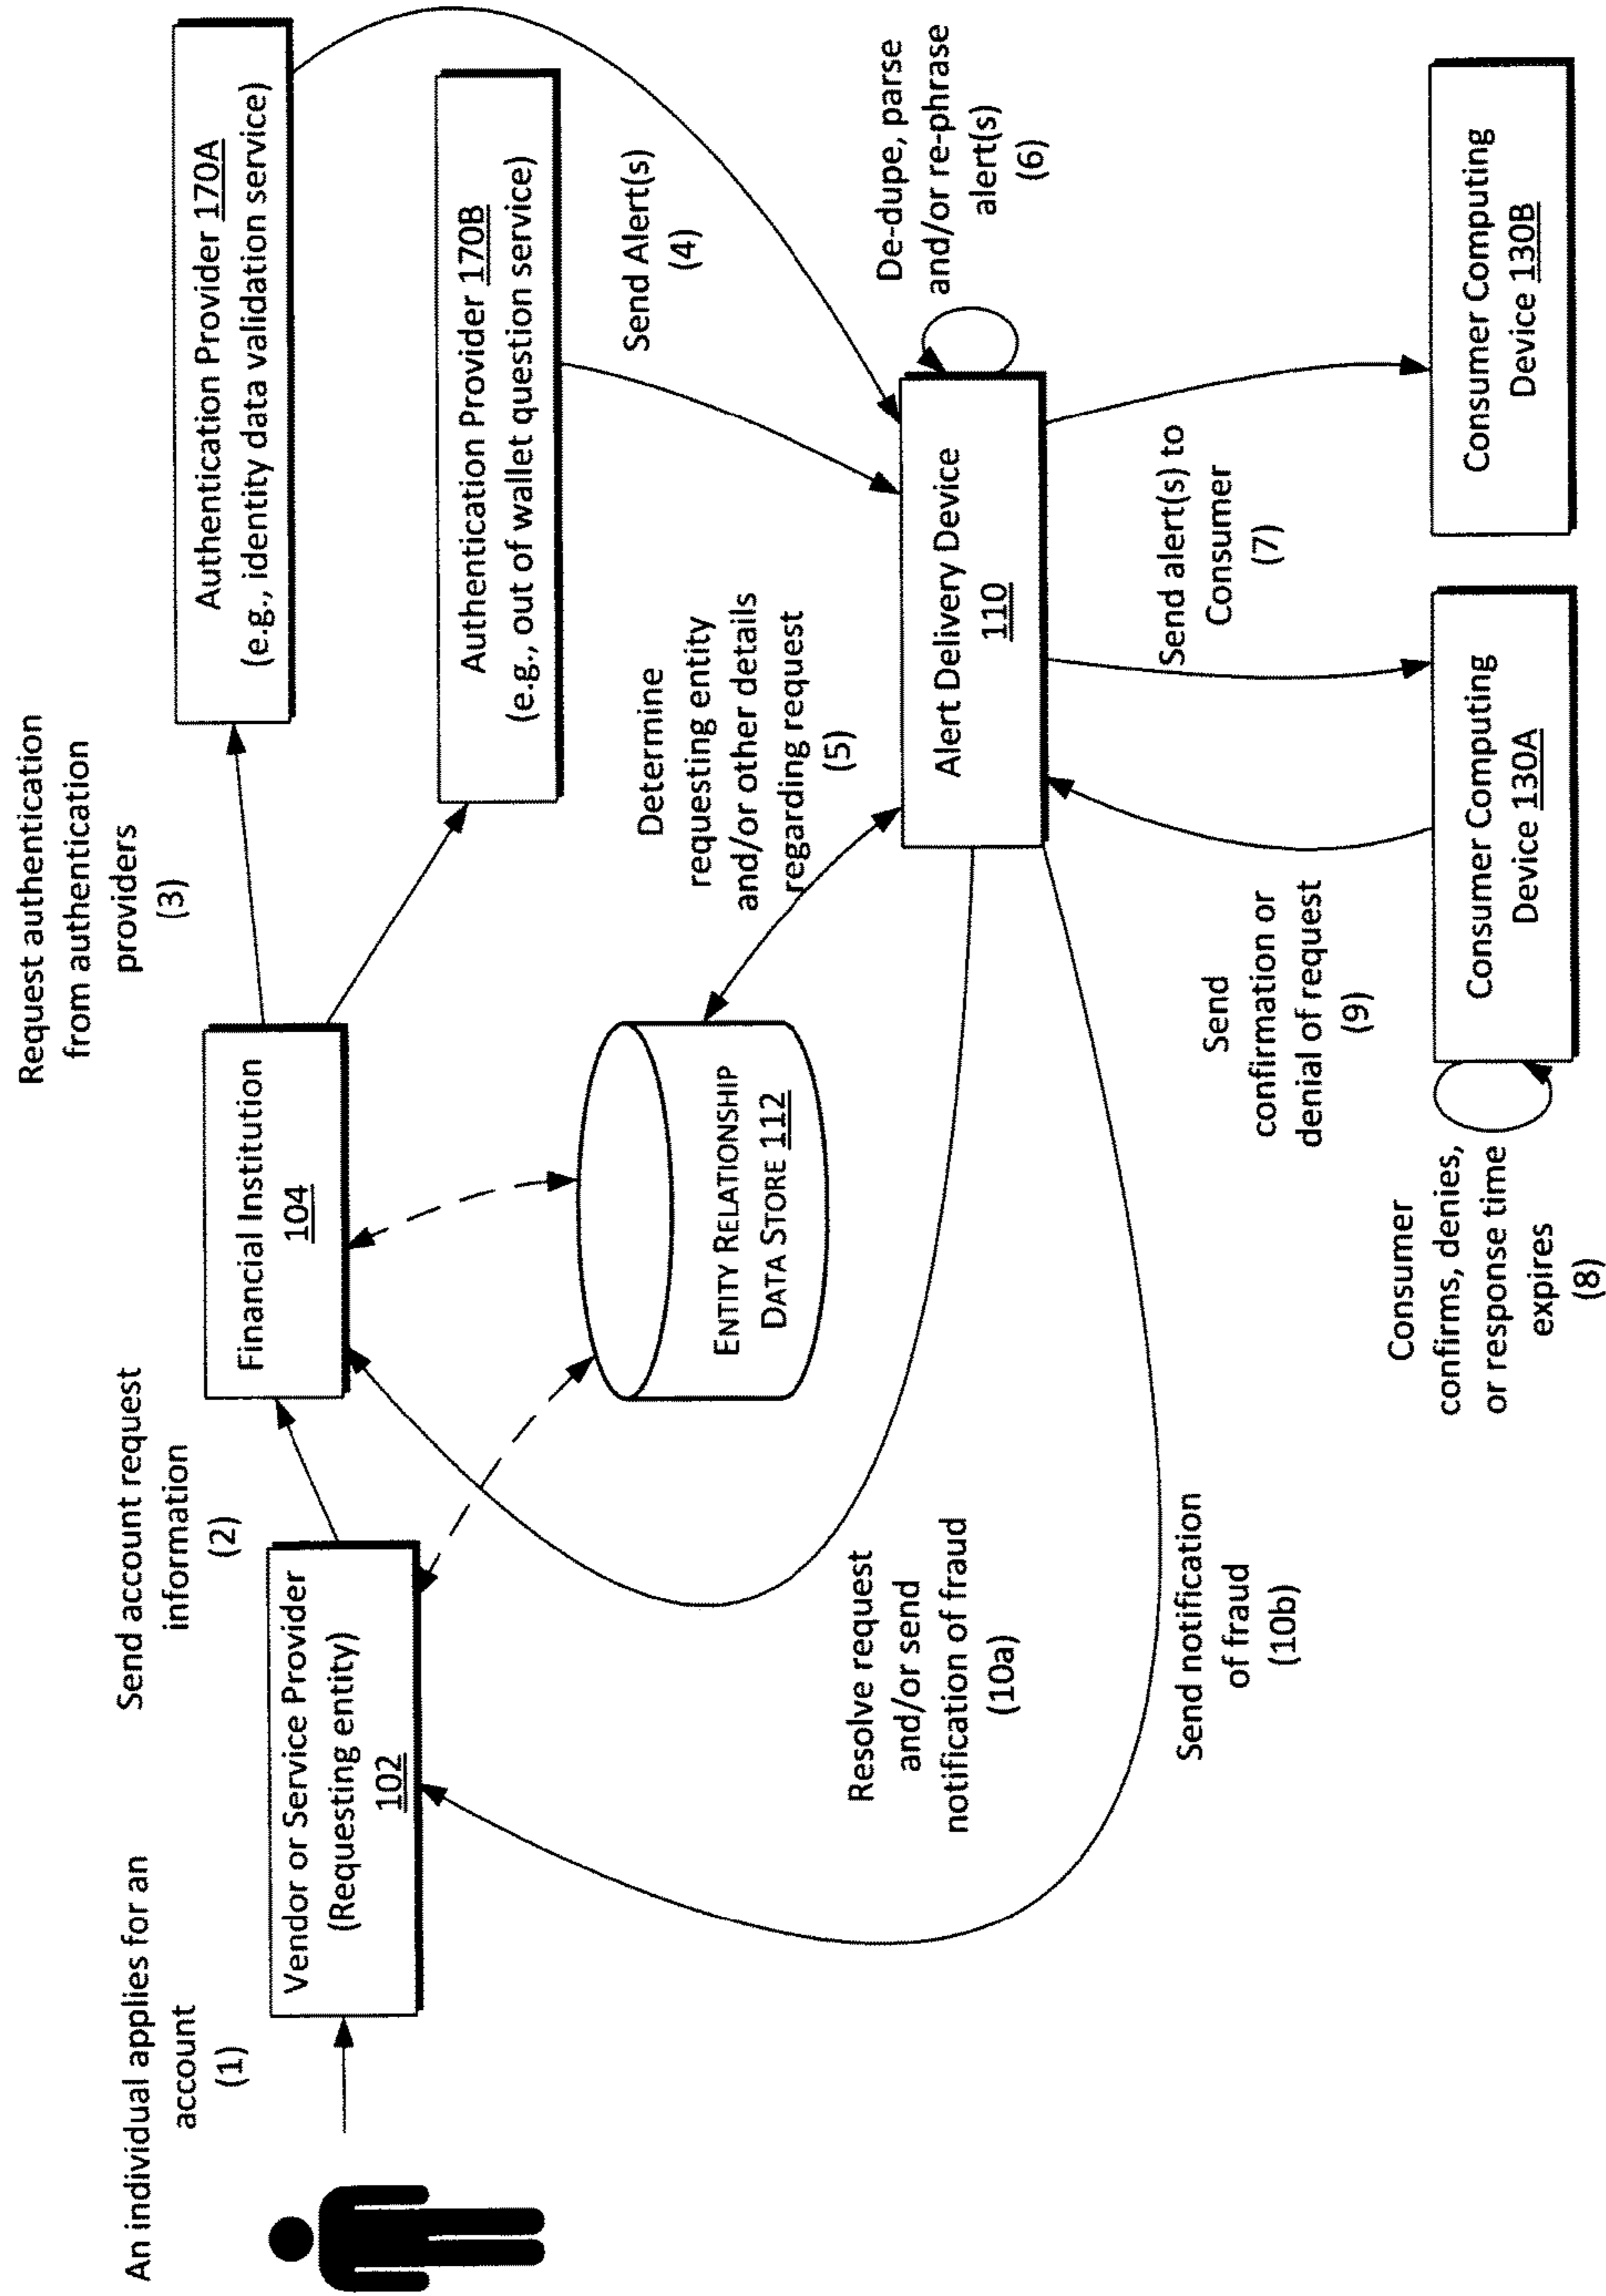 An individual applies for an
account
(1)
Vendor or Service Provider
(Requesting entity)
102
Send account request
information
(2)
Financial Institution
104
Request authentication
from authentication
providers
(3)
Authentication Provider 170A
(e.g., identity data validation service)
Authentication Provider 170B
(e.g., out of wallet question service)
Send Alert(s)
(4)
Determine
requesting entity
and/or other details
regarding request
(5)
ENTITY RELATIONSHIP
DATA STORE 112
Alert Delivery Device
110
De-dupe, parse
and/or re-phrase
alert(s)
(6)
Send alert(s) to
Consumer
(7)
Consumer Computing
Device 130A
Consumer Computing
Device 130B
Consumer
confirms, denies,
or response time
expires
(8)
Send
confirmation or
denial of request
(9)
Resolve request
and/or send
notification of fraud
(10a)
Send notification
of fraud
(10b)